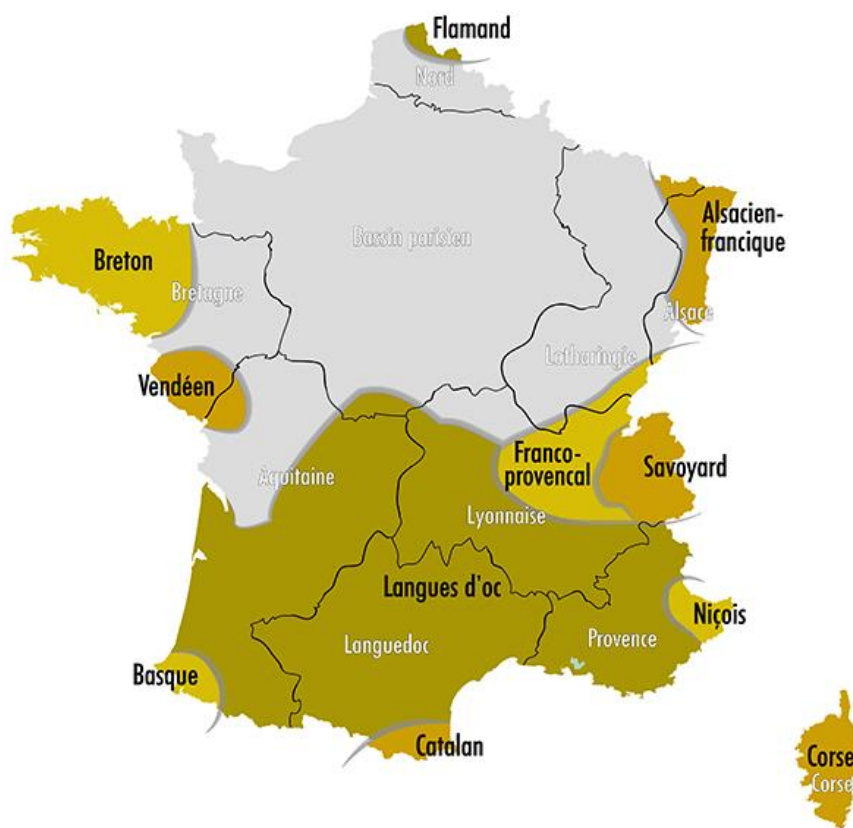 Flamand
Nord
Alsacien-
francique
Bassin parisien
Breton
Bretagne
Alsace
Lotharingie
Vendéen
Franco-
provencal
Savoyard
Aquitaine
Lyonnaise
Langues d'oc
Niçois
Languedoc
Provence
Basque
Catalan
Corse
Corse